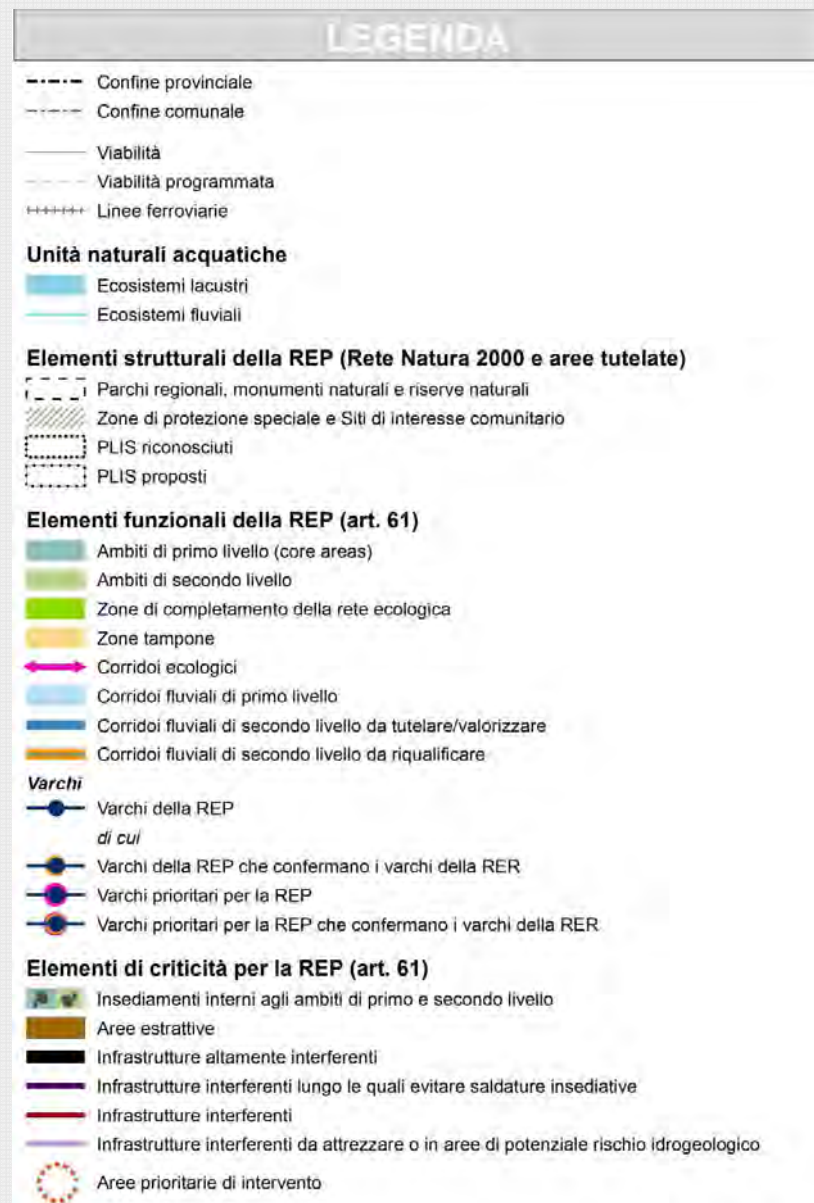 LEGENDA
Confine provinciale
Confine comunale
Viabilità
Viabilità programmata
Linee ferroviarie
Unità naturali acquatiche
Ecosistemi lacustri
Ecosistemi fluviali
Elementi strutturali della REP (Rete Natura 2000 e aree tutelate)
Parchi regionali, monumenti naturali e riserve naturali
Zone di protezione speciale e Siti di interesse comunitario
PLIS riconosciuti
PLIS proposti
Elementi funzionali della REP (art. 61)
Ambiti di primo livello (core areas)
Ambiti di secondo livello
Zone di completamento della rete ecologica
Zone tampone
Corridoi ecologici
Corridoi fluviali di primo livello
Corridoi fluviali di secondo livello da tutelare/valorizzare
Corridoi fluviali di secondo livello da riqualificare
Varchi
Varchi della REP
di cui
Varchi della REP che confermano i varchi della RER
Varchi prioritari per la REP
Varchi prioritari per la REP che confermano i varchi della RER
Elementi di criticità per la REP (art. 61)
Insediamenti interni agli ambiti di primo e secondo livello
Aree estrattive
Infrastrutture altamente interferenti
Infrastrutture interferenti lungo le quali evitare saldature insediative
Infrastrutture interferenti
Infrastrutture interferenti da attrezzare o in aree di potenziale rischio idrogeologico
Aree prioritarie di intervento